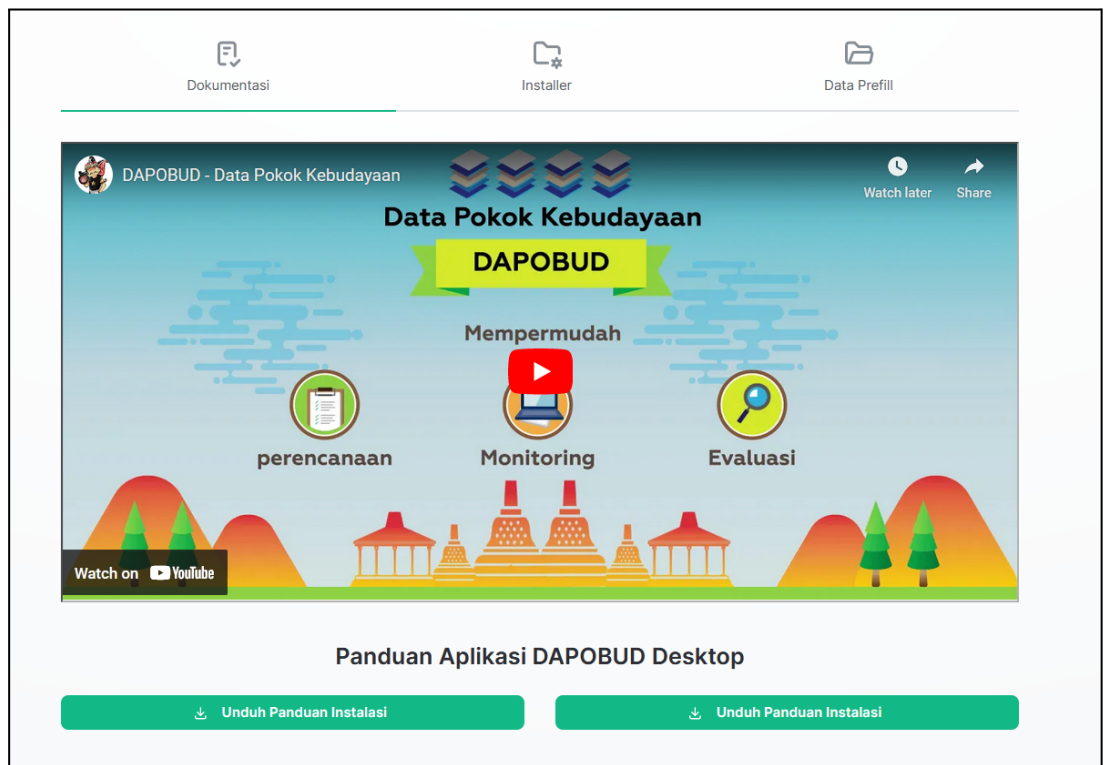 Dokumentasi
Installer
Data Prefill
DAPOBUD - Data Pokok Kebudayaan
Watch later
Share
Data Pokok Kebudayaan
DAPOBUD
Mempermudah
perencanaan
Monitoring
Evaluasi
Watch on YouTube
Panduan Aplikasi DAPOBUD Desktop
Unduh Panduan Instalasi
Unduh Panduan Instalasi